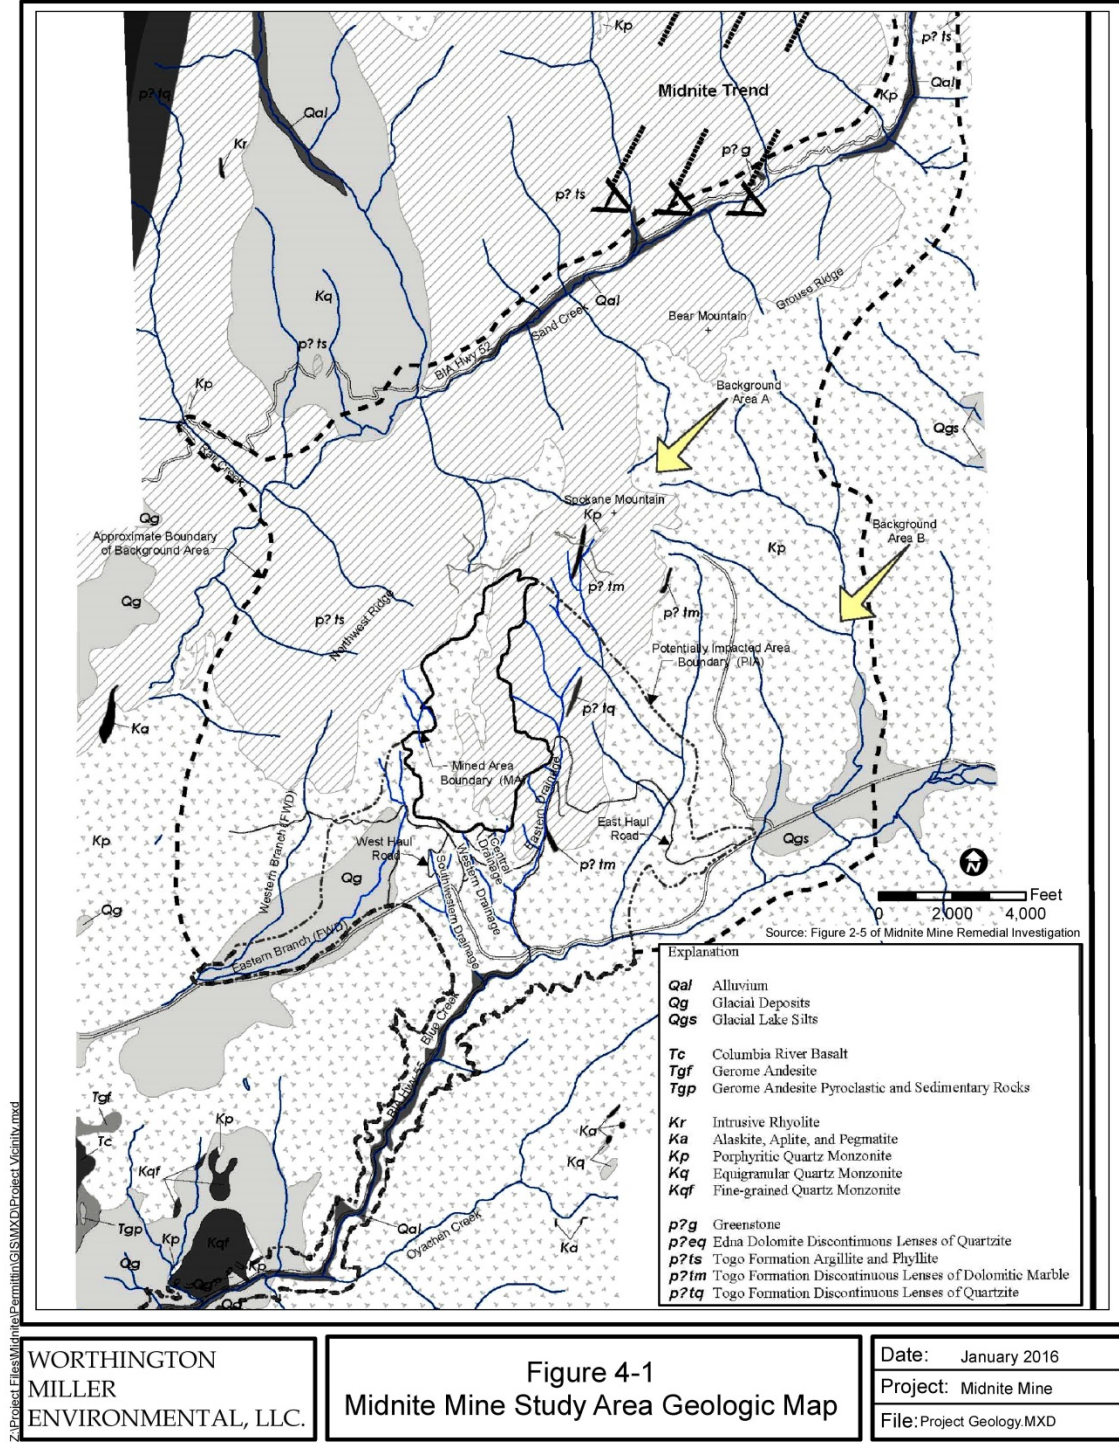 Kp
p? ts
Midnite Trend
Qal
Kp
p? tq
Qal
Kr
p? g
p? ts
Kq
Qal
Grouse Ridge
Bear Mountain
+
Sand Creek
BIA Hwy 52
p? ts
Kp
Background
Area A
Qgs
Rail Creek
Spokane Mountain
+
Kp
Qg
Approximate Boundary
of Background Area
Background
Area B
Kp
Qg
p? tm
p? tm
p? ts
Northwest Ridge
Potentially Impacted Area
Boundary (PIA)
p? tq
Ka
Mined Area
Boundary (MA)
Eastern Drainage
Western Branch (FWD)
West Haul
Road
East Haul
Road
Central
Drainage
Western Drainage
Southwestern Drainage
Kp
Qg
p? tm
Qgs
Qg
Eastern Branch (FWD)
N
Feet
0 2,000 4,000
Source: Figure 2-5 of Midnite Mine Remedial Investigation
Blue Creek
BIA Hwy 55
Tgf
Tc
Kp
Kqf
Ka
Kq
Tgp
Kp
Kqf
Qal
Oyachen Creek
Ka
Qg
Kp
Qg
Qg
Explanation
Qal Alluvium
Qg Glacial Deposits
Qgs Glacial Lake Silts
Tc Columbia River Basalt
Tgf Gerome Andesite
Tgp Gerome Andesite Pyroclastic and Sedimentary Rocks
Kr Intrusive Rhyolite
Ka Alaskite, Aplite, and Pegmatite
Kp Porphyritic Quartz Monzonite
Kq Equigranular Quartz Monzonite
Kqf Fine-grained Quartz Monzonite
p?g Greenstone
p?eq Edna Dolomite Discontinuous Lenses of Quartzite
p?ts Togo Formation Argillite and Phyllite
p?tm Togo Formation Discontinuous Lenses of Dolomitic Marble
p?tq Togo Formation Discontinuous Lenses of Quartzite
Z:\Project Files\Midnite\Permittin\GIS\MXD\Project Vicinity.mxd
WORTHINGTON
MILLER
ENVIRONMENTAL, LLC.
Figure 4-1
Midnite Mine Study Area Geologic Map
Date: January 2016
Project: Midnite Mine
File: Project Geology.MXD